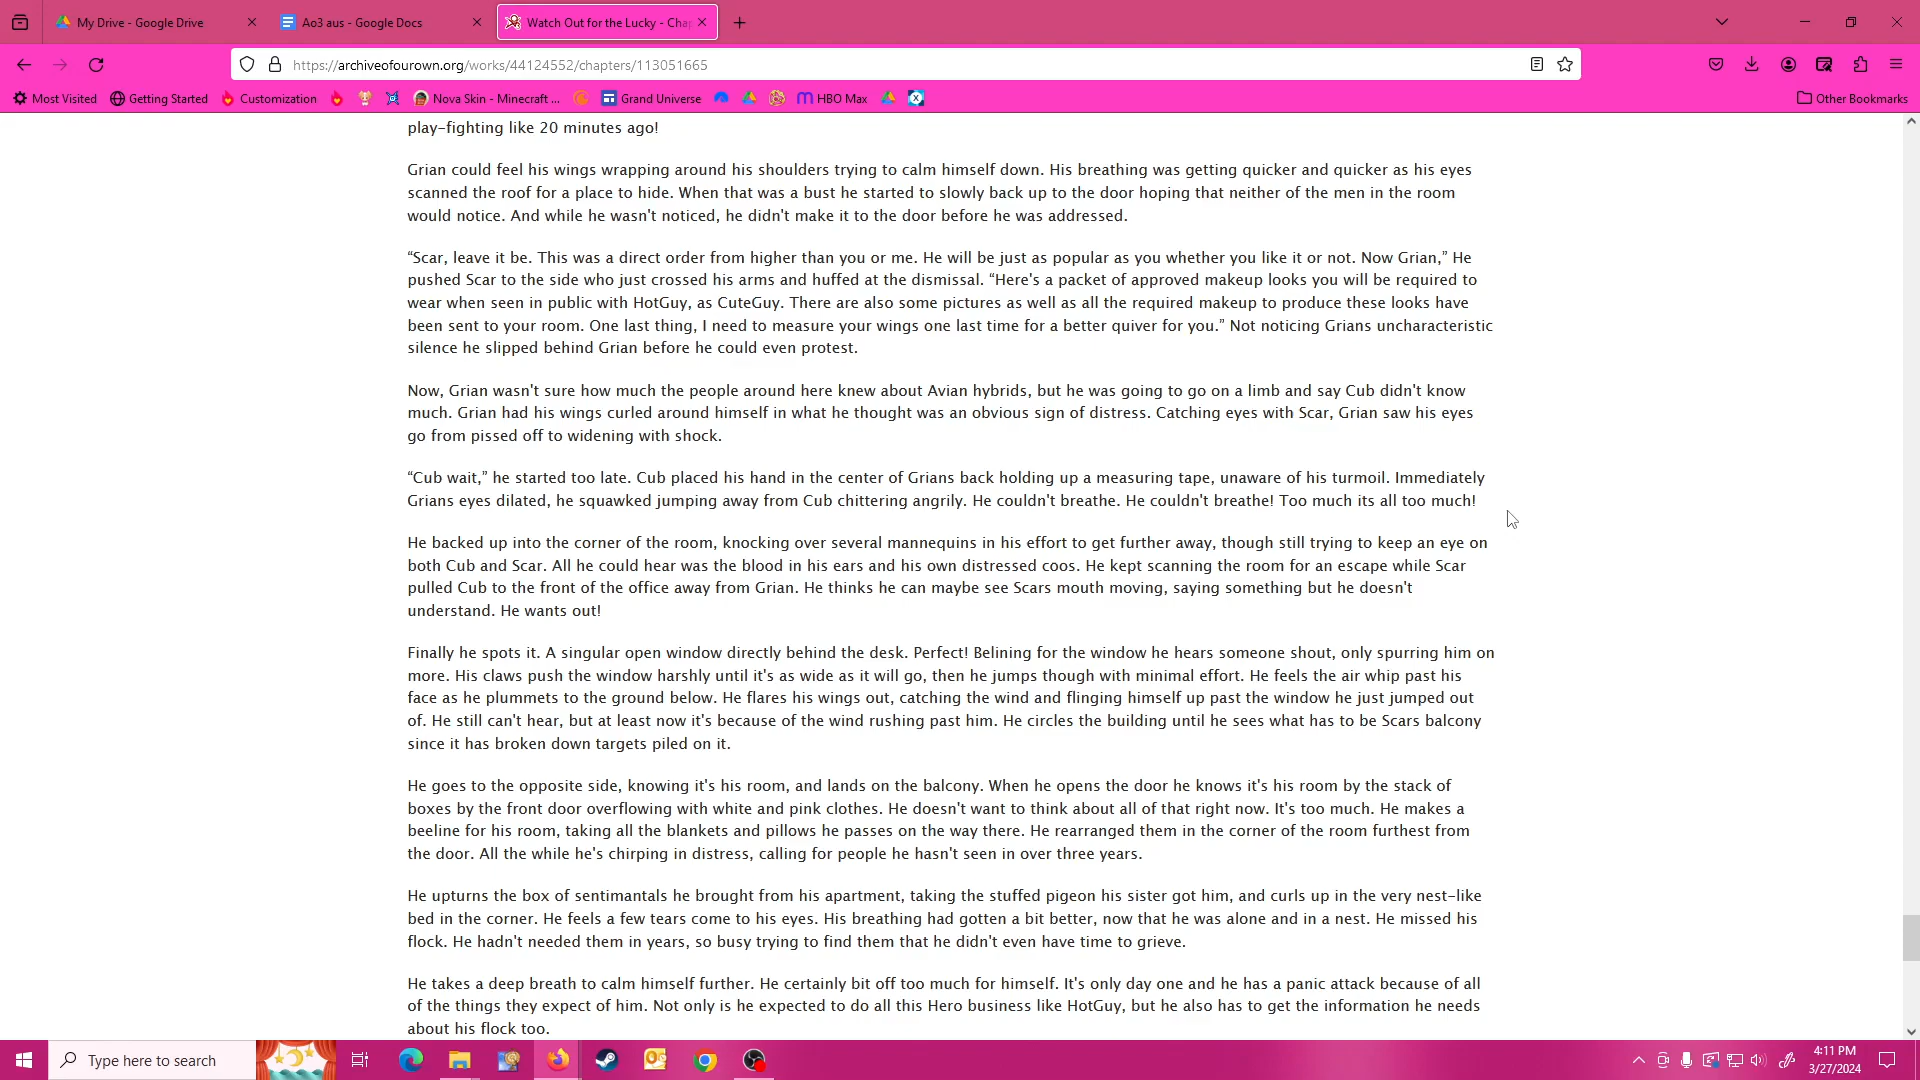 My Drive - Google Drive
Ao3 aus - Google Docs
Watch Out for the Lucky - Cha
https://archiveofourown.org/works/44124552/chapters/113051665
Most Visited
Getting Started
Customization
Nova Skin - Minecraft ...
Grand Universe
HBO Max
Other Bookmarks
play-fighting like 20 minutes ago!
Grian could feel his wings wrapping around his shoulders trying to calm himself down. His breathing was getting quicker and quicker as his eyes
scanned the roof for a place to hide. When that was a bust he started to slowly back up to the door hoping that neither of the men in the room
would notice. And while he wasn't noticed, he didn't make it to the door before he was addressed.
“Scar, leave it be. This was a direct order from higher than you or me. He will be just as popular as you whether you like it or not. Now Grian,” He
pushed Scar to the side who just crossed his arms and huffed at the dismissal. “Here's a packet of approved makeup looks you will be required to
wear when seen in public with HotGuy, as CuteGuy. There are also some pictures as well as all the required makeup to produce these looks have
been sent to your room. One last thing, I need to measure your wings one last time for a better quiver for you.” Not noticing Grians uncharacteristic
silence he slipped behind Grian before he could even protest.
Now, Grian wasn't sure how much the people around here knew about Avian hybrids, but he was going to go on a limb and say Cub didn't know
much. Grian had his wings curled around himself in what he thought was an obvious sign of distress. Catching eyes with Scar, Grian saw his eyes
go from pissed off to widening with shock.
“Cub wait,” he started too late. Cub placed his hand in the center of Grians back holding up a measuring tape, unaware of his turmoil. Immediately
Grians eyes dilated, he squawked jumping away from Cub chittering angrily. He couldn't breathe. He couldn't breathe! Too much its all too much!
He backed up into the corner of the room, knocking over several mannequins in his effort to get further away, though still trying to keep an eye on
both Cub and Scar. All he could hear was the blood in his ears and his own distressed coos. He kept scanning the room for an escape while Scar
pulled Cub to the front of the office away from Grian. He thinks he can maybe see Scars mouth moving, saying something but he doesn't
understand. He wants out!
Finally he spots it. A singular open window directly behind the desk. Perfect! Belining for the window he hears someone shout, only spurring him on
more. His claws push the window harshly until it's as wide as it will go, then he jumps though with minimal effort. He feels the air whip past his
face as he plummets to the ground below. He flares his wings out, catching the wind and flinging himself up past the window he just jumped out
of. He still can't hear, but at least now it's because of the wind rushing past him. He circles the building until he sees what has to be Scars balcony
since it has broken down targets piled on it.
He goes to the opposite side, knowing it's his room, and lands on the balcony. When he opens the door he knows it's his room by the stack of
boxes by the front door overflowing with white and pink clothes. He doesn't want to think about all of that right now. It's too much. He makes a
beeline for his room, taking all the blankets and pillows he passes on the way there. He rearranged them in the corner of the room furthest from
the door. All the while he's chirping in distress, calling for people he hasn't seen in over three years.
He upturns the box of sentimantals he brought from his apartment, taking the stuffed pigeon his sister got him, and curls up in the very nest-like
bed in the corner. He feels a few tears come to his eyes. His breathing had gotten a bit better, now that he was alone and in a nest. He missed his
flock. He hadn't needed them in years, so busy trying to find them that he didn't even have time to grieve.
He takes a deep breath to calm himself further. He certainly bit off too much for himself. It's only day one and he has a panic attack because of all
of the things they expect of him. Not only is he expected to do all this Hero business like HotGuy, but he also has to get the information he needs
about his flock too.
Type here to search
4:11 PM
3/27/2024